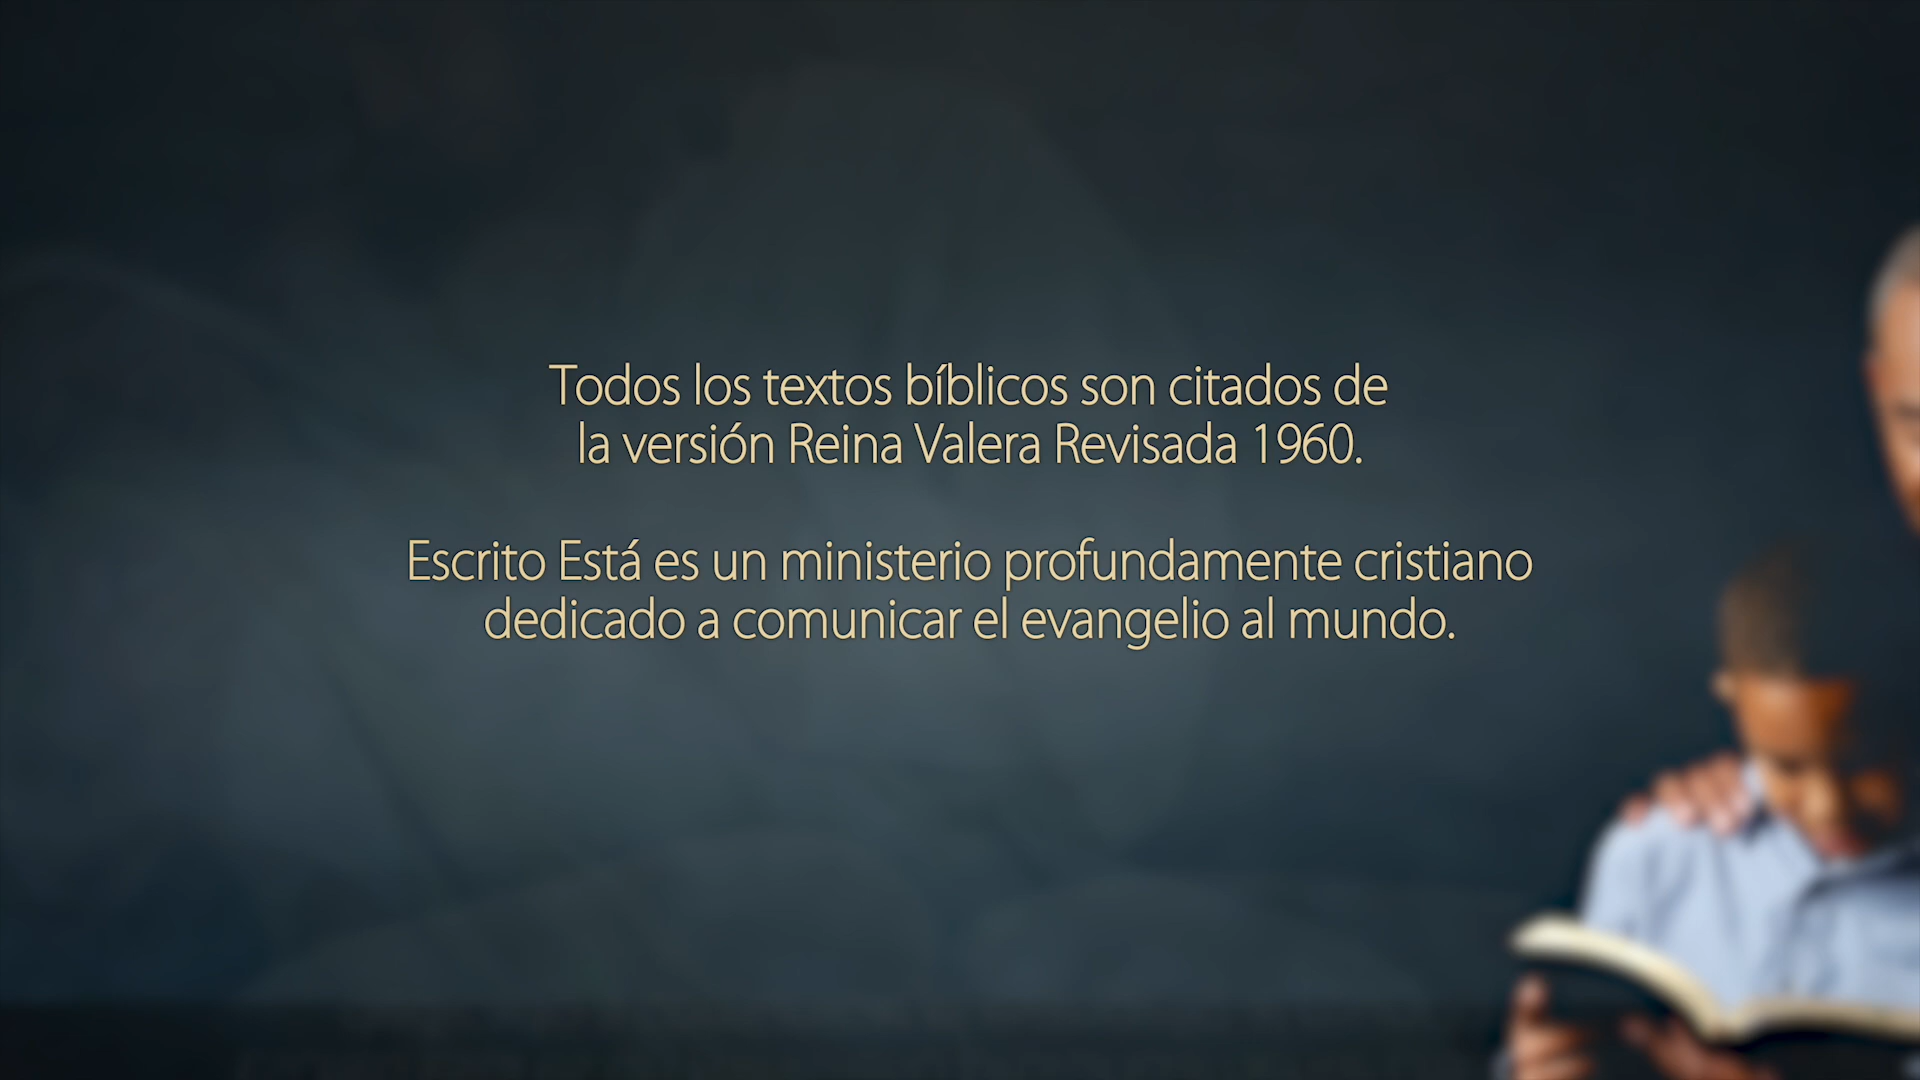 Todos los textos bíblicos son citados de
la versión Reina Valera Revisada 1960.
Escrito Está es un ministerio profundamente cristiano
dedicado a comunicar el evangelio al mundo.